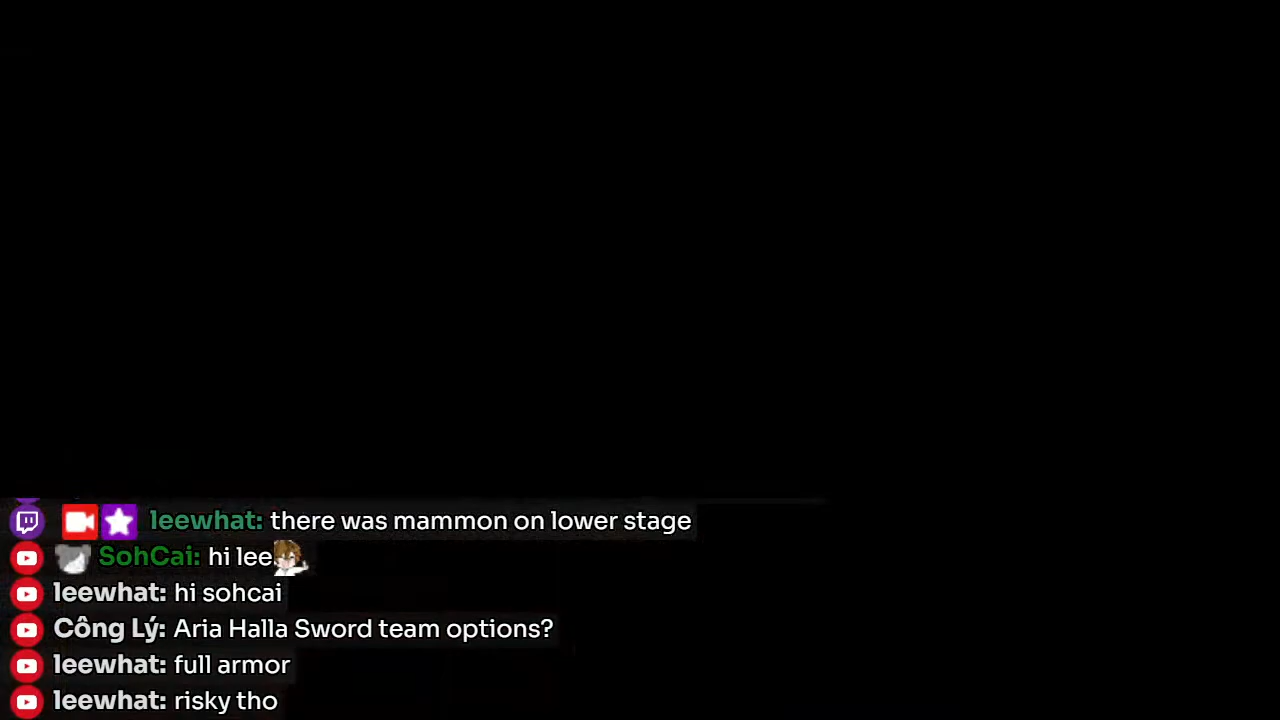 leewhat: there was mammon on lower stage
SohCai: hi lee
leewhat: hi sohcai
Công Lý: Aria Halla Sword team options?
leewhat: full armor
leewhat: risky tho